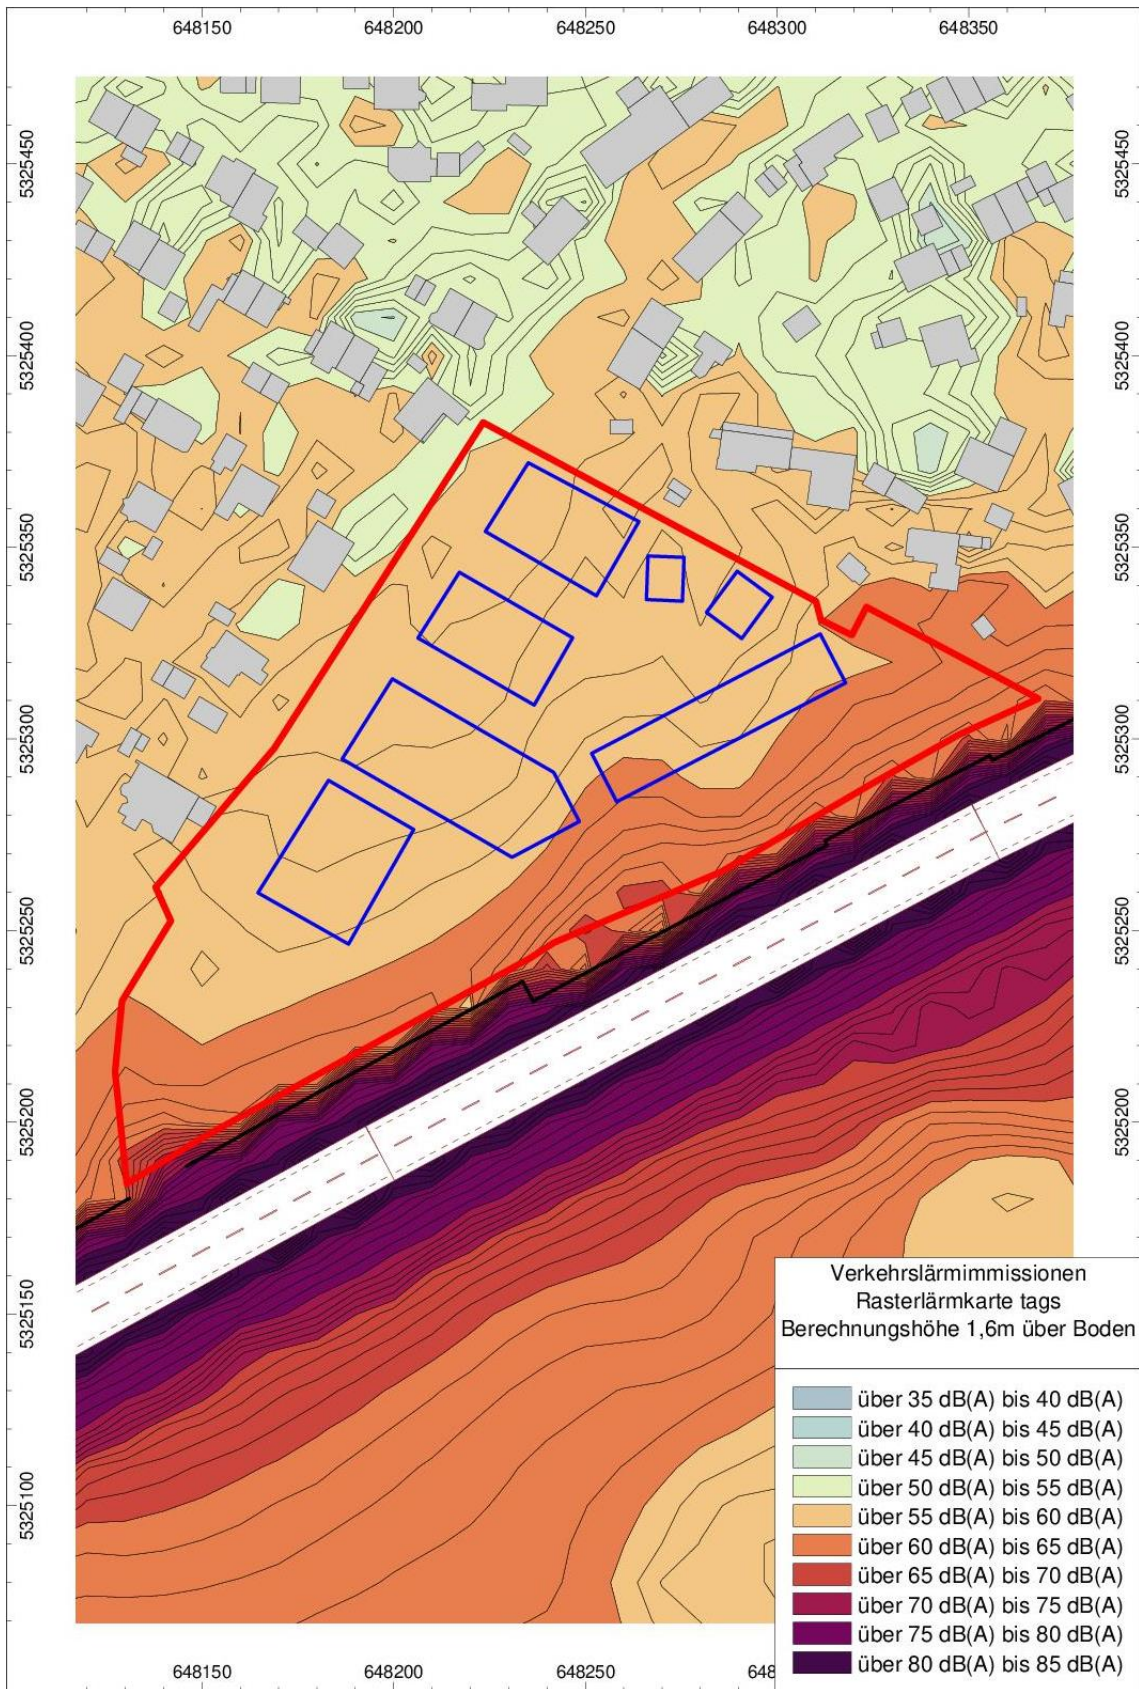 648150 648200 648250 648300 648350
5325450 5325450
5325400 5325400
5325350 5325350
5325300 5325300
5325250 5325250
5325200 5325200
5325150
5325100
Verkehrslärmimmissionen
Rasterlärmkarte tags
Berechnungshöhe 1,6m über Boden
über 35 dB(A) bis 40 dB(A)
über 40 dB(A) bis 45 dB(A)
über 45 dB(A) bis 50 dB(A)
über 50 dB(A) bis 55 dB(A)
über 55 dB(A) bis 60 dB(A)
über 60 dB(A) bis 65 dB(A)
über 65 dB(A) bis 70 dB(A)
über 70 dB(A) bis 75 dB(A)
über 75 dB(A) bis 80 dB(A)
über 80 dB(A) bis 85 dB(A)
648150 648200 648250